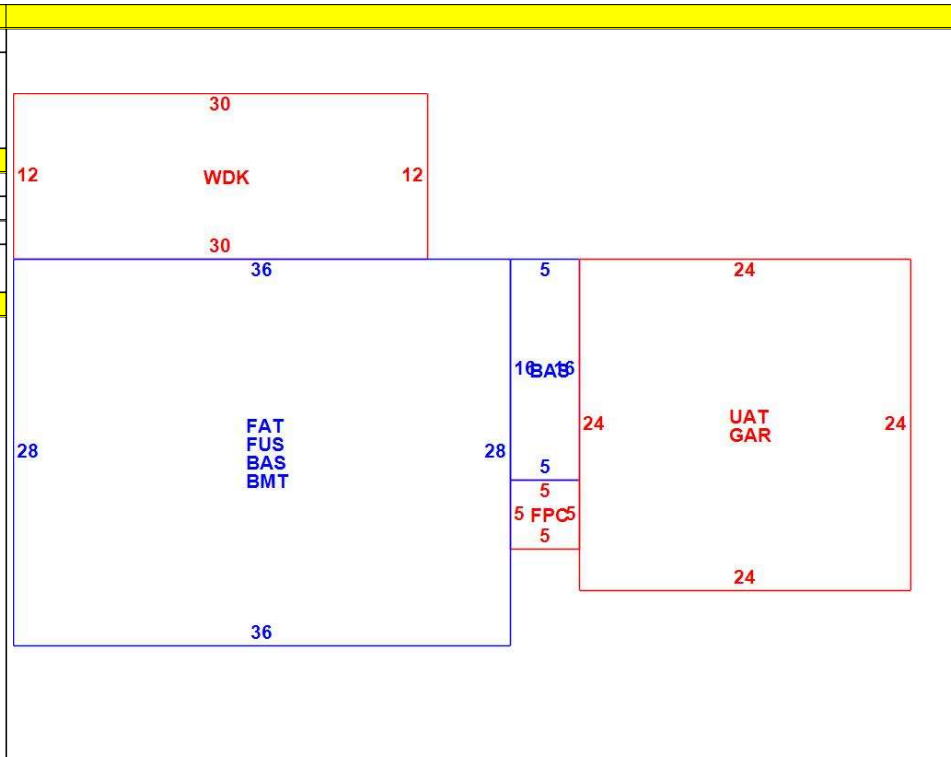 30
12 WDK 12
30
36 5 24
16 BAS 16
FAT
FUS
BAS
BMT
28 28
UAT
GAR
24 24
5
5
5 FPC 5
5
24
36